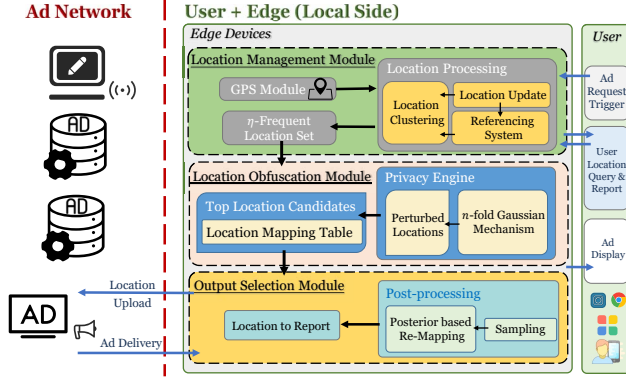 Ad Network
User + Edge (Local Side)
Edge Devices
User
Location Management Module
GPS Module
η-Frequent
Location Set
Location Processing
Location
Clustering
Location Update
Referencing
System
Ad
Request
Trigger
User
Location
Query &
Report
Ad
Display
Location Obfuscation Module
Top Location Candidates
Location Mapping Table
Privacy Engine
Perturbed
Locations
n-fold Gaussian
Mechanism
Output Selection Module
Location to Report
Post-processing
Posterior based
Re-Mapping
Sampling
AD
AD
AD
Location
Upload
Ad Delivery